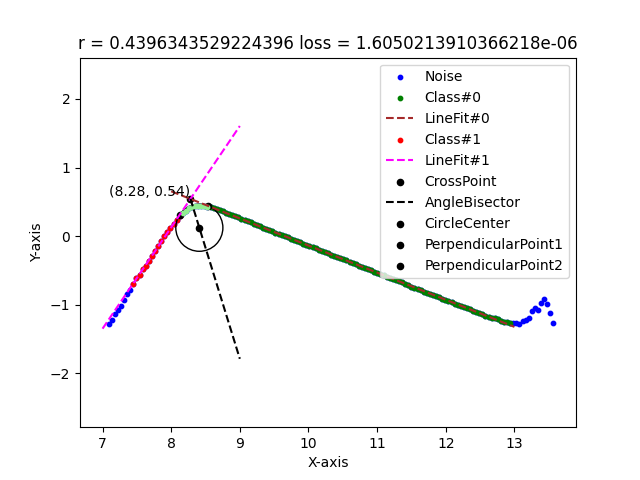 r = 0.4396343529224396 loss = 1.6050213910366218e-06
Noise
Class#0
LineFit#0
Class#1
LineFit#1
CrossPoint
AngleBisector
CircleCenter
PerpendicularPoint1
PerpendicularPoint2
(8.28, 0.54)
2
1
0
−1
−2
Y-axis
7 8 9 10 11 12 13
X-axis